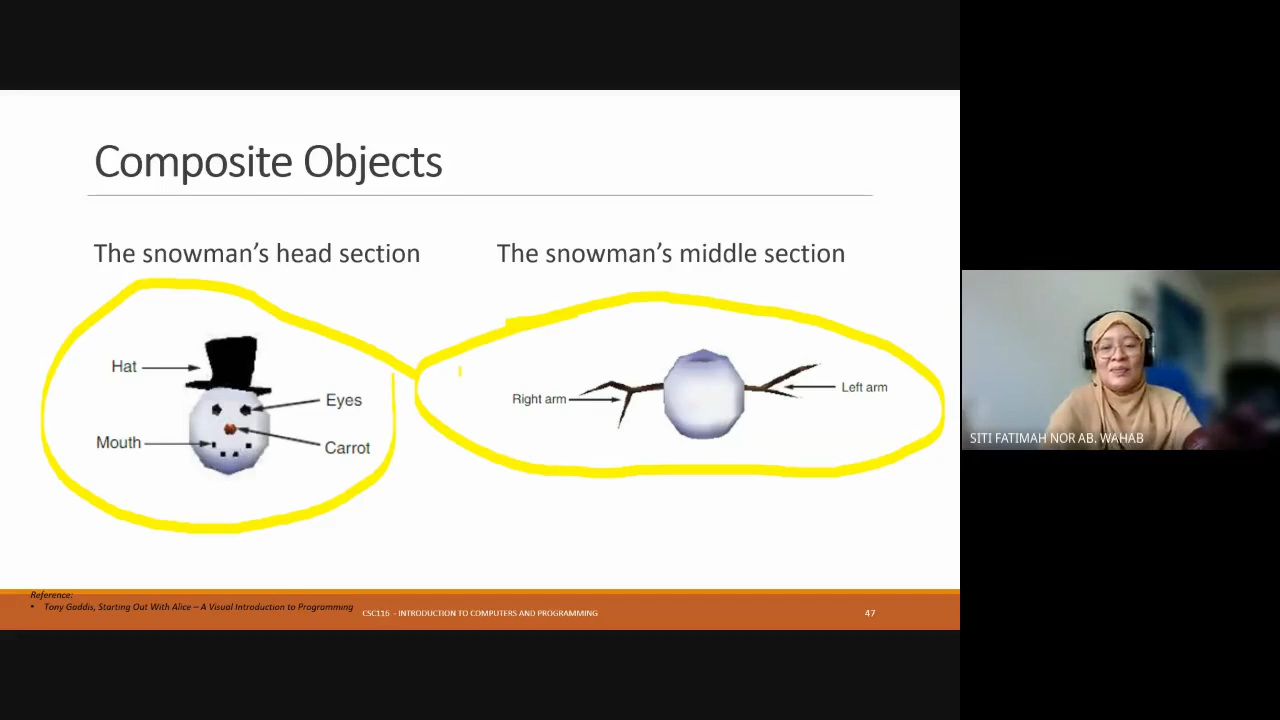 Composite Objects
The snowman's head section
The snowman's middle section
Hat
Eyes
Mouth
Carrot
Right arm
Left arm
Reference:
• Tony Gaddis, Starting Out With Alice – A Visual Introduction to Programming
CSC116 - INTRODUCTION TO COMPUTERS AND PROGRAMMING
47
SITI FATIMAH NOR AB. WAHAB